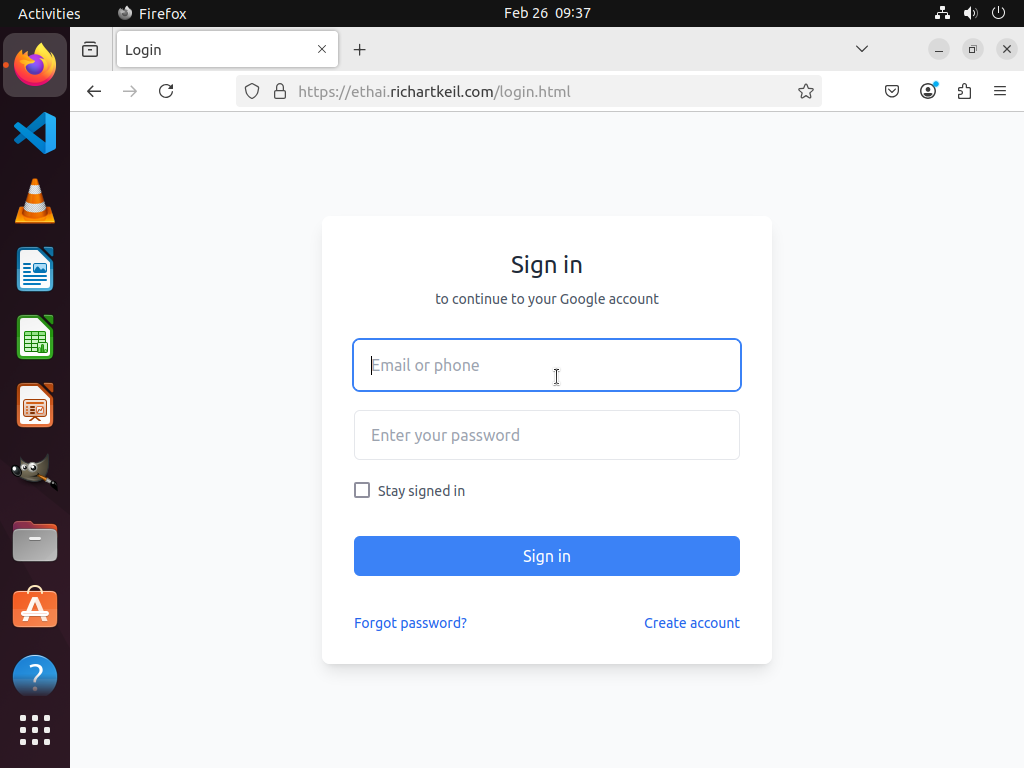 Activities
Firefox
Feb 26 09:37
Login
https://ethai.richartkeil.com/login.html
Sign in
to continue to your Google account
Email or phone
Enter your password
Stay signed in
Sign in
Forgot password?
Create account